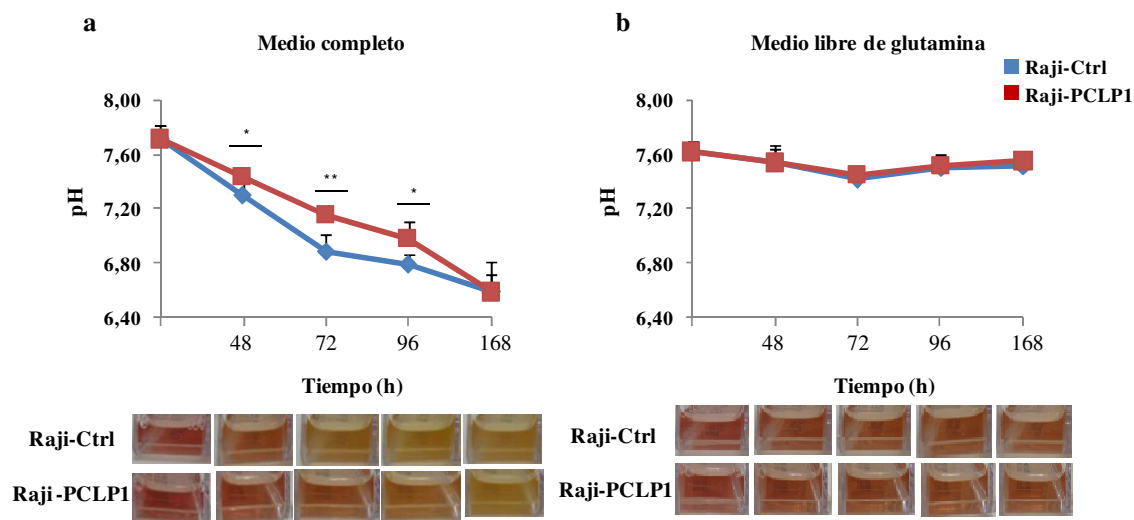 a
Medio completo
8,00
7,60
7,20
6,80
6,40
pH
*
**
*
48 72 96 168
Tiempo (h)
Raji-Ctrl
Raji -PCLP1
b
Medio libre de glutamina
Raji-Ctrl
Raji-PCLP1
8,00
7,60
7,20
6,80
6,40
pH
48 72 96 168
Tiempo (h)
Raji-Ctrl
Raji-PCLP1